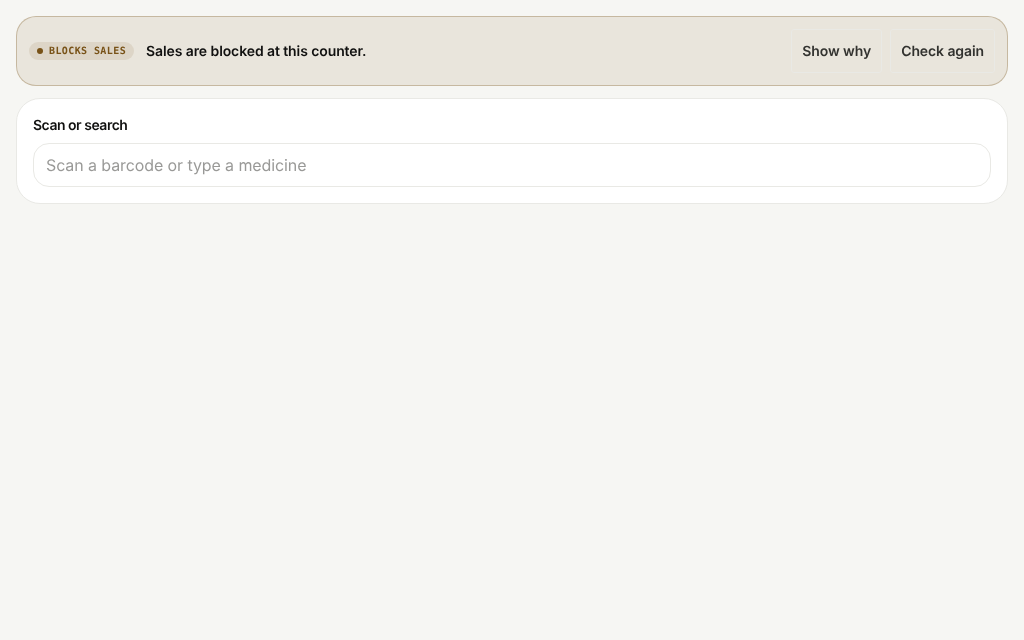 BLOCKS SALES Sales are blocked at this counter. Show why Check again
Scan or search
Scan a barcode or type a medicine